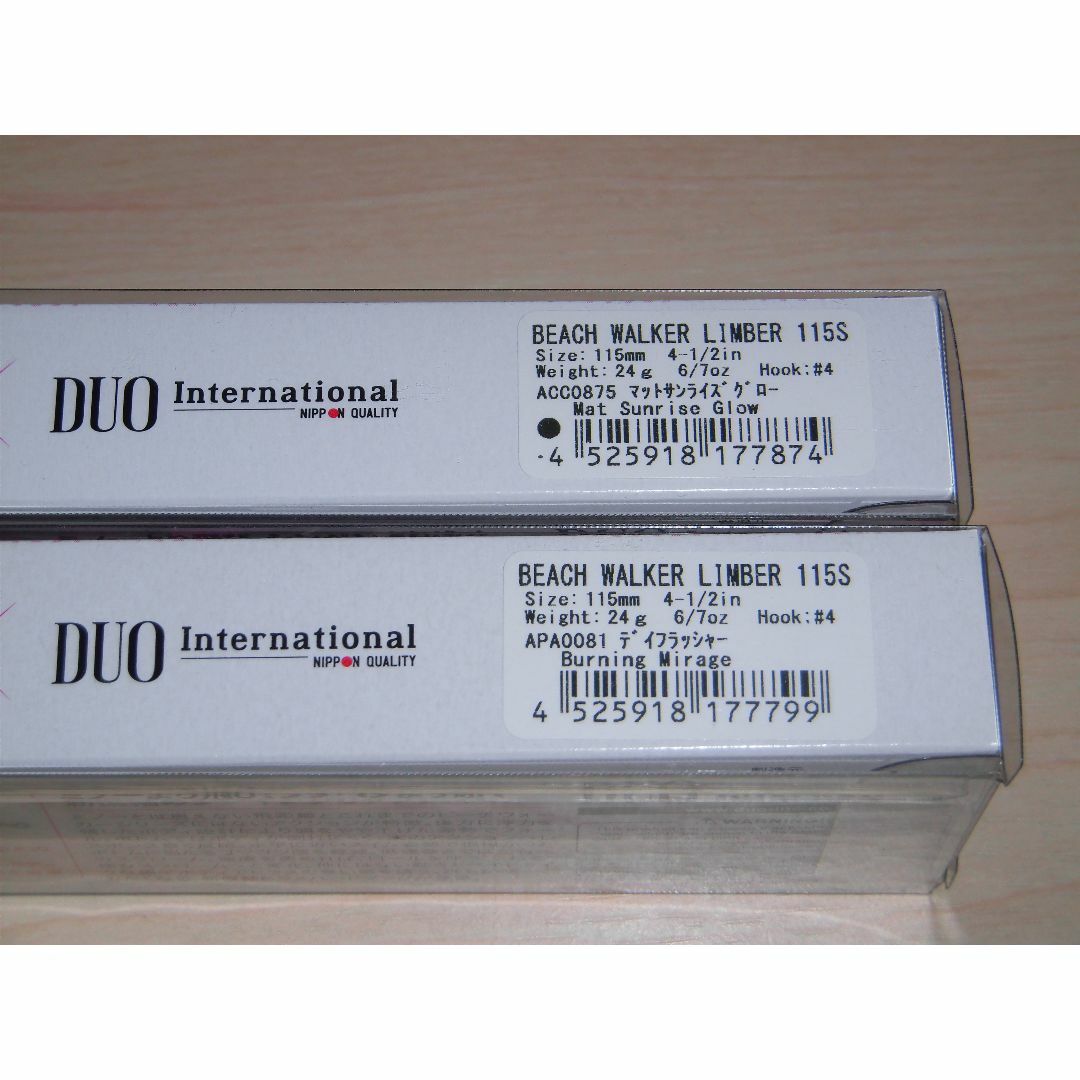 DUO International
NIPPON QUALITY
BEACH WALKER LIMBER 115S
Size: 115mm 4-1/2in
Weight: 24g 6/7oz Hook:#4
ACC0875 マットサンライズグロー
Mat Sunrise Glow
4 525918 177874
DUO International
NIPPON QUALITY
BEACH WALKER LIMBER 115S
Size: 115mm 4-1/2in
Weight: 24g 6/7oz Hook:#4
APA0081 デイフラッシャー
Burning Mirage
4 525918 177799
WARNING